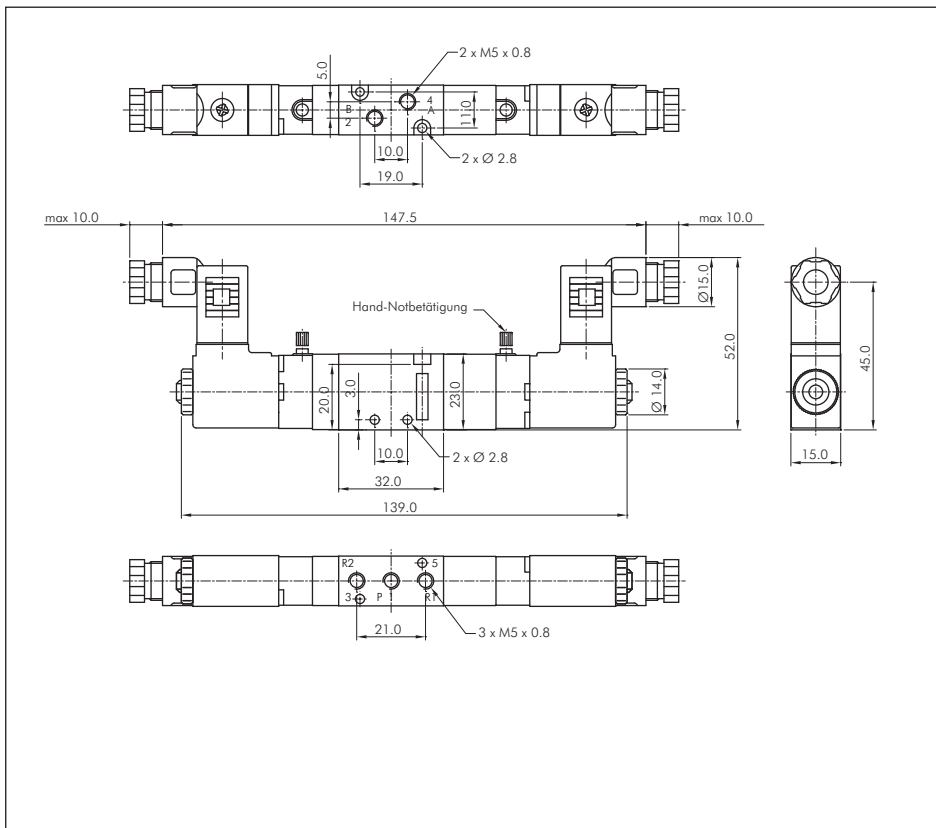 2 x M5 x 0.8
5.0
B
4
A
2
11.0
10.0
2 x Ø 2.8
19.0
max 10.0
147.5
max 10.0
Hand-Notbetätigung
Ø15.0
52.0
45.0
20.0
3.0
23.0
Ø 14.0
10.0
2 x Ø 2.8
32.0
15.0
139.0
R2
5
3
P
1
R1
21.0
3 x M5 x 0.8